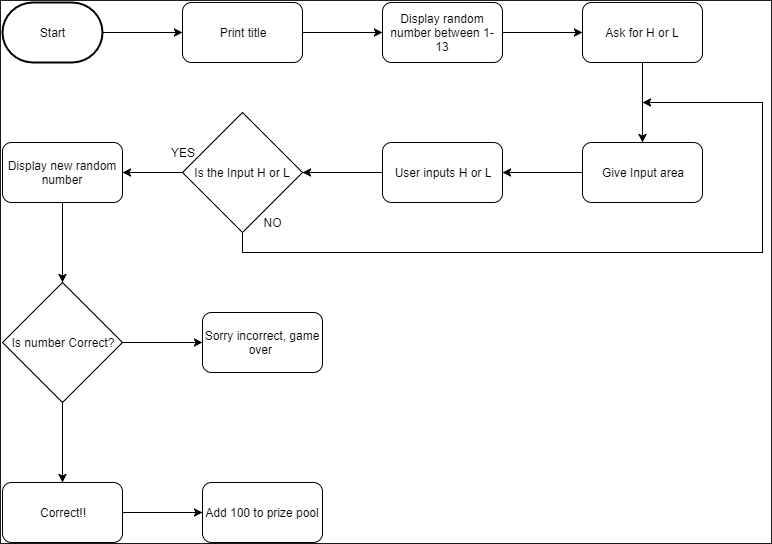 Start
Print title
Display random
number between 1-
13
Ask for H or L
Display new random
number
YES
Is the Input H or L
User inputs H or L
Give Input area
NO
Is number Correct?
Sorry incorrect, game
over
Correct!!
Add 100 to prize pool